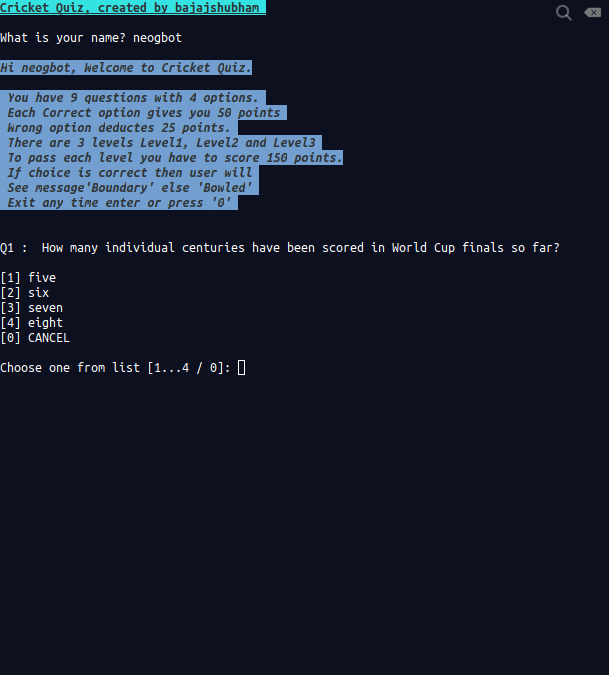 Cricket Quiz, created by bajajshubham
What is your name? neogbot
Hi neogbot, Welcome to Cricket Quiz.
You have 9 questions with 4 options.
Each Correct option gives you 50 points
Wrong option deductes 25 points.
There are 3 levels Level1, Level2 and Level3
To pass each level you have to score 150 points.
If choice is correct then user will
See message'Boundary' else 'Bowled'
Exit any time enter or press '0'
Q1 :  How many individual centuries have been scored in World Cup finals so far?
[1] five
[2] six
[3] seven
[4] eight
[0] CANCEL
Choose one from list [1...4 / 0]: